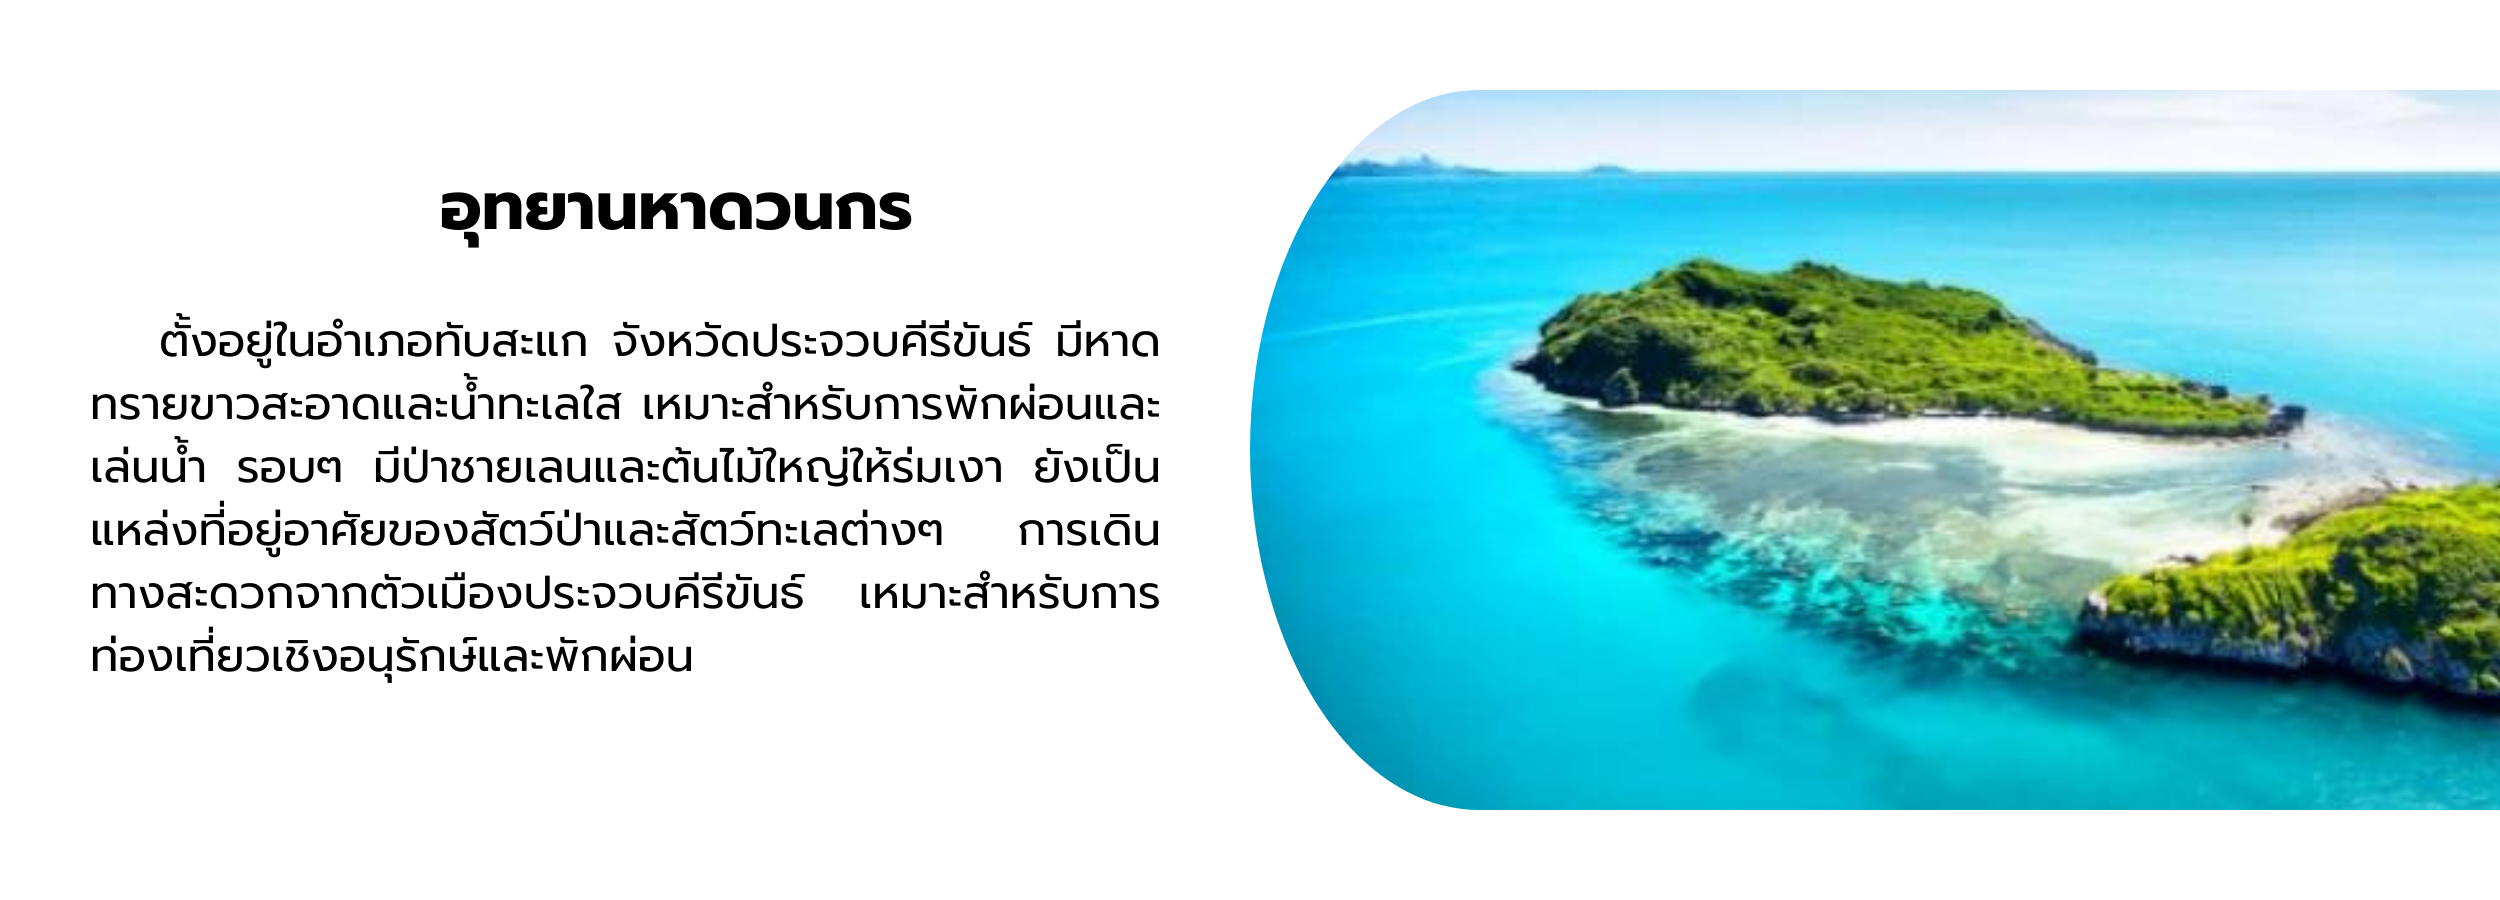 อุทยานหาดวนกร
ตั้งอยู่ในอำเภอทับสะแก จังหวัดประจวบคีรีขันธ์ มีหาด
ทรายขาวสะอาดและน้ำทะเลใส เหมาะสำหรับการพักผ่อนและ
เล่นน้ำ รอบๆ มีป่าชายเลนและต้นไม้ใหญ่ให้ร่มเงา ยังเป็น
แหล่งที่อยู่อาศัยของสัตว์ป่าและสัตว์ทะเลต่างๆ การเดิน
ทางสะดวกจากตัวเมืองประจวบคีรีขันธ์ เหมาะสำหรับการ
ท่องเที่ยวเชิงอนุรักษ์และพักผ่อน